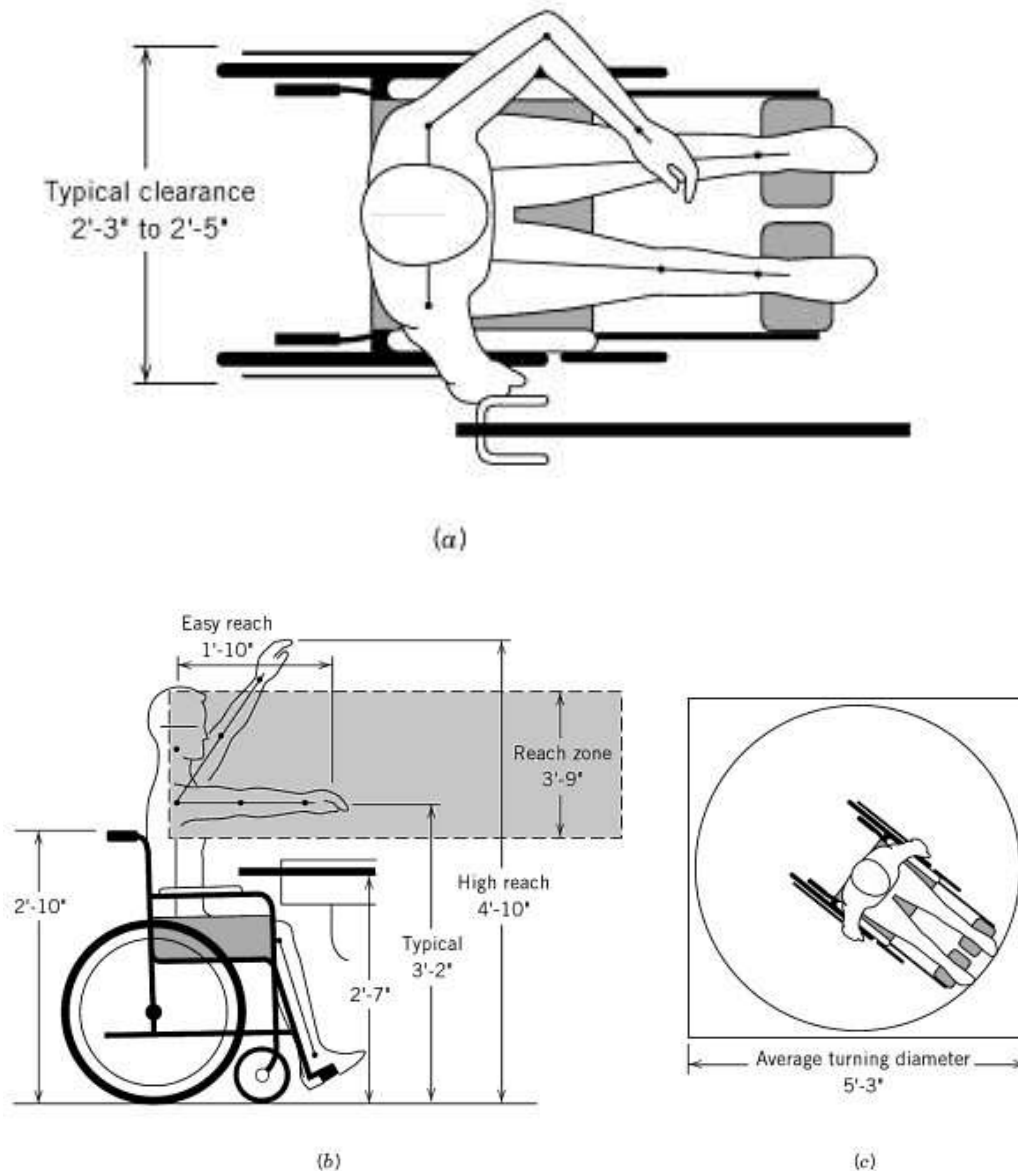 Typical clearance
2'-3" to 2'-5"
(a)
Easy reach
1'-10"
Reach zone
3'-9"
2'-10"
High reach
4'-10"
Typical
3'-2"
2'-7"
Average turning diameter
5'-3"
(b)
(c)